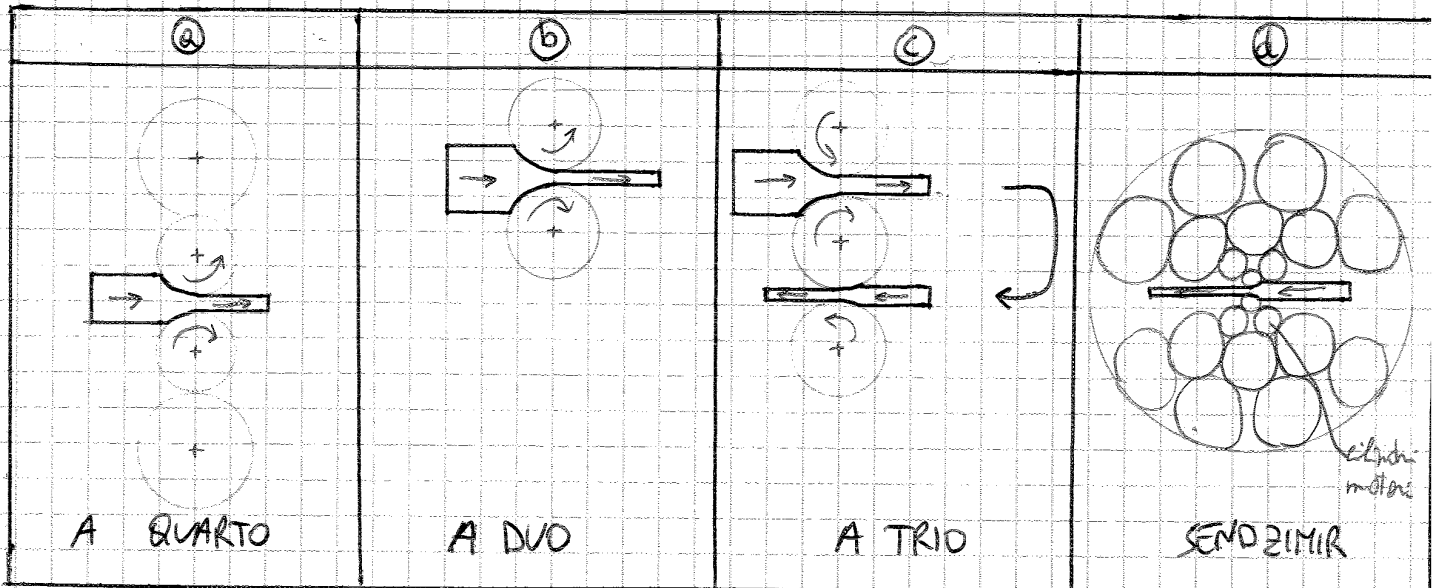 a
b
c
d
cilindri
motori
A QUARTO
A DUO
A TRIO
SENDZIMIR